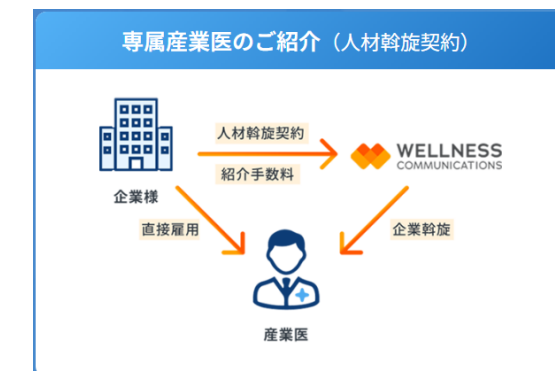 専属産業医のご紹介（人材斡旋契約）
人材斡旋契約
WELLNESS
COMMUNICATIONS
紹介手数料
企業様
直接雇用
企業斡旋
産業医